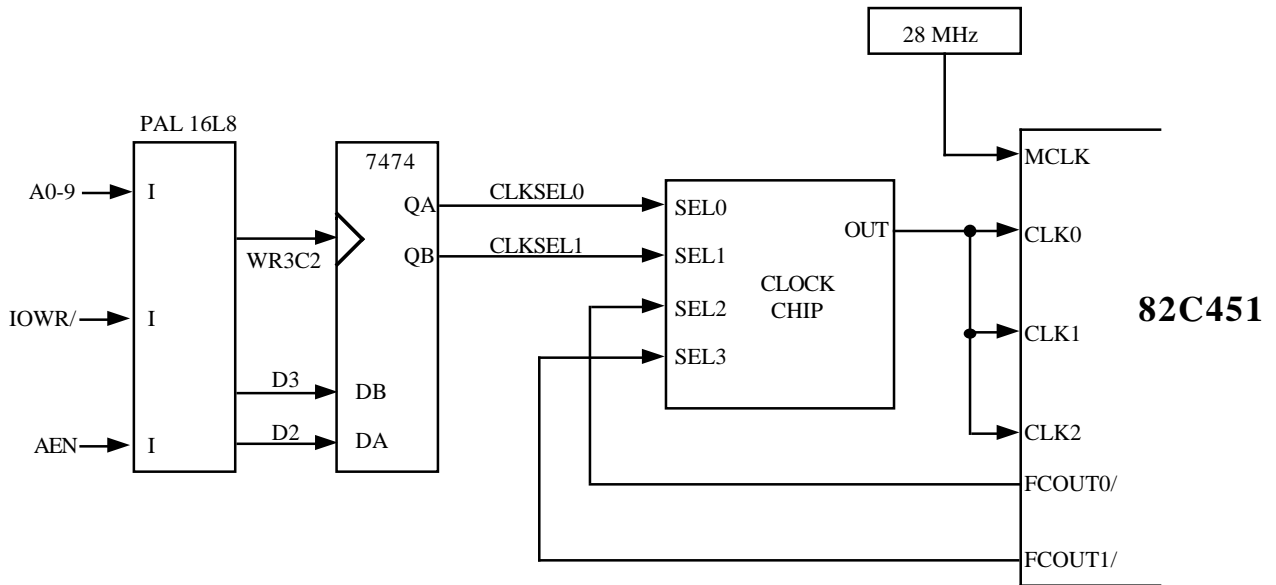 28 MHz
PAL 16L8
7474
A0-9
I
IOWR/
I
AEN
I
WR3C2
D3
D2
QA
QB
DB
DA
CLKSEL0
CLKSEL1
SEL0
SEL1
SEL2
SEL3
OUT
CLOCK
CHIP
MCLK
CLK0
CLK1
CLK2
FCOUT0/
FCOUT1/
82C451